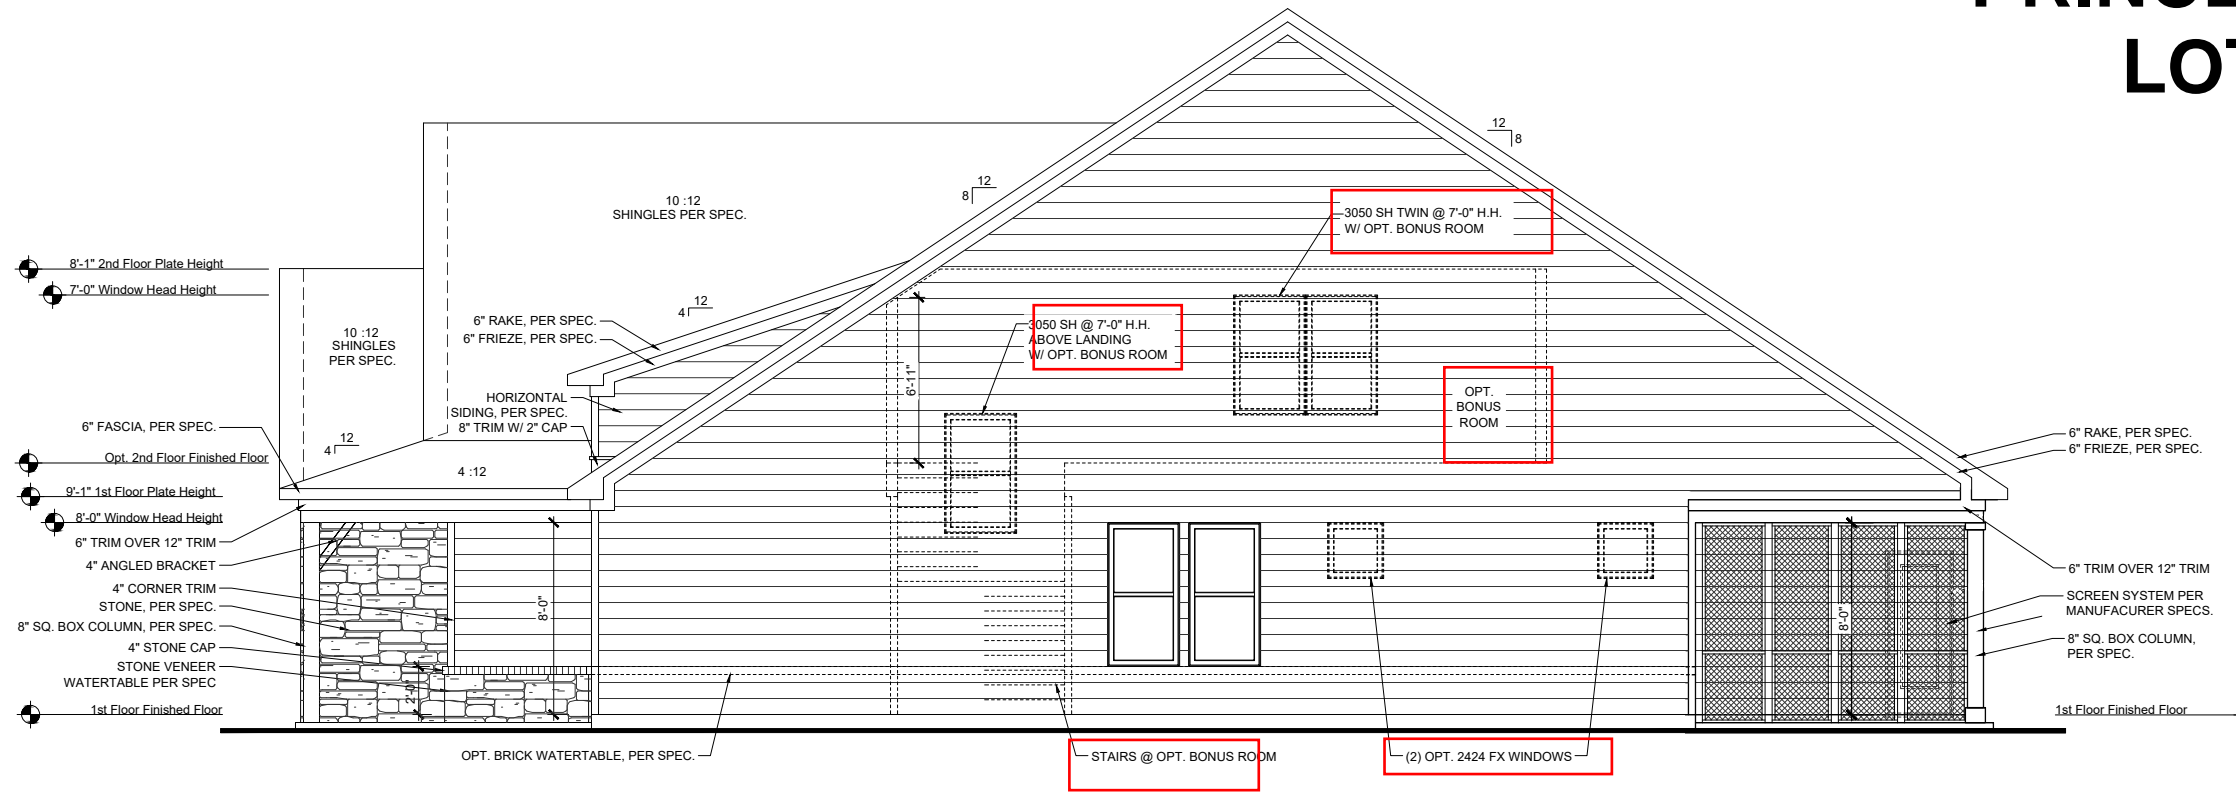 LOT
12
8
12
8
10 :12
SHINGLES PER SPEC.
3050 SH TWIN @ 7'-0" H.H.
W/ OPT. BONUS ROOM
8'-1" 2nd Floor Plate Height
7'-0" Window Head Height
12
4
10 :12
SHINGLES
PER SPEC.
6" RAKE, PER SPEC.
6" FRIEZE, PER SPEC.
3050 SH @ 7'-0" H.H.
ABOVE LANDING
W/ OPT. BONUS ROOM
6'-11"
OPT.
BONUS
ROOM
HORIZONTAL
SIDING, PER SPEC.
8" TRIM W/ 2" CAP
6" FASCIA, PER SPEC.
12
4
4 :12
Opt. 2nd Floor Finished Floor
9'-1" 1st Floor Plate Height
8'-0" Window Head Height
6" TRIM OVER 12" TRIM
4" ANGLED BRACKET
4" CORNER TRIM
STONE, PER SPEC.
8" SQ. BOX COLUMN, PER SPEC.
4" STONE CAP
STONE VENEER
WATERTABLE PER SPEC
1st Floor Finished Floor
8'-0"
2'-0"
8'-0"
6" RAKE, PER SPEC.
6" FRIEZE, PER SPEC.
6" TRIM OVER 12" TRIM
SCREEN SYSTEM PER
MANUFACURER SPECS.
8" SQ. BOX COLUMN,
PER SPEC.
1st Floor Finished Floor
OPT. BRICK WATERTABLE, PER SPEC.
STAIRS @ OPT. BONUS ROOM
(2) OPT. 2424 FX WINDOWS